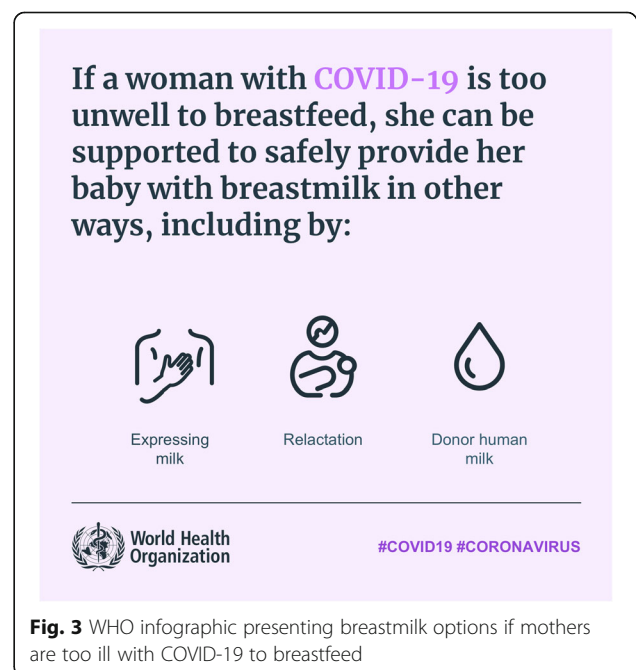 If a woman with COVID-19 is too
unwell to breastfeed, she can be
supported to safely provide her
baby with breastmilk in other
ways, including by:
Expressing
milk
Relactation
Donor human
milk
World Health
Organization
#COVID19 #CORONAVIRUS
Fig. 3 WHO infographic presenting breastmilk options if mothers
are too ill with COVID-19 to breastfeed